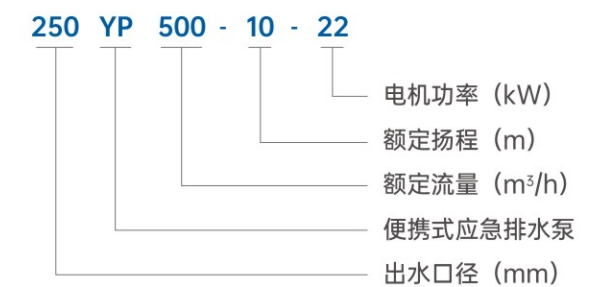 250 YP 500 - 10 - 22
电机功率（kW）
额定扬程（m）
额定流量（m³/h）
便携式应急排水泵
出水口径（mm）